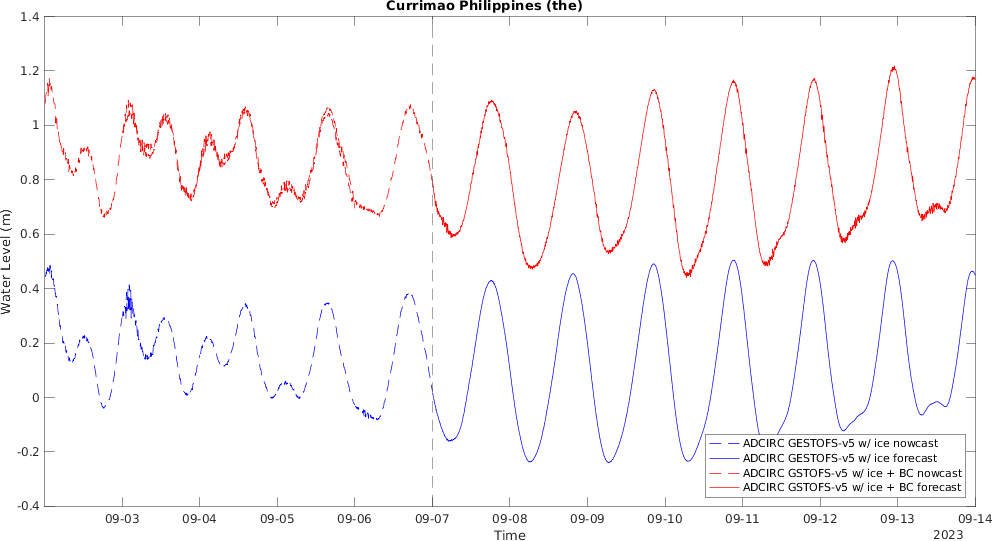 Currimao Philippines (the)
1.4
1.2
1
0.8
0.6
0.4
0.2
0
-0.2
-0.4
Water Level (m)
ADCIRC GESTOFS-v5 w/ ice nowcast
ADCIRC GESTOFS-v5 w/ ice forecast
ADCIRC GSTOFS-v5 w/ ice + BC nowcast
ADCIRC GSTOFS-v5 w/ ice + BC forecast
09-03 09-04 09-05 09-06 09-07 09-08 09-09 09-10 09-11 09-12 09-13 09-14
Time
2023